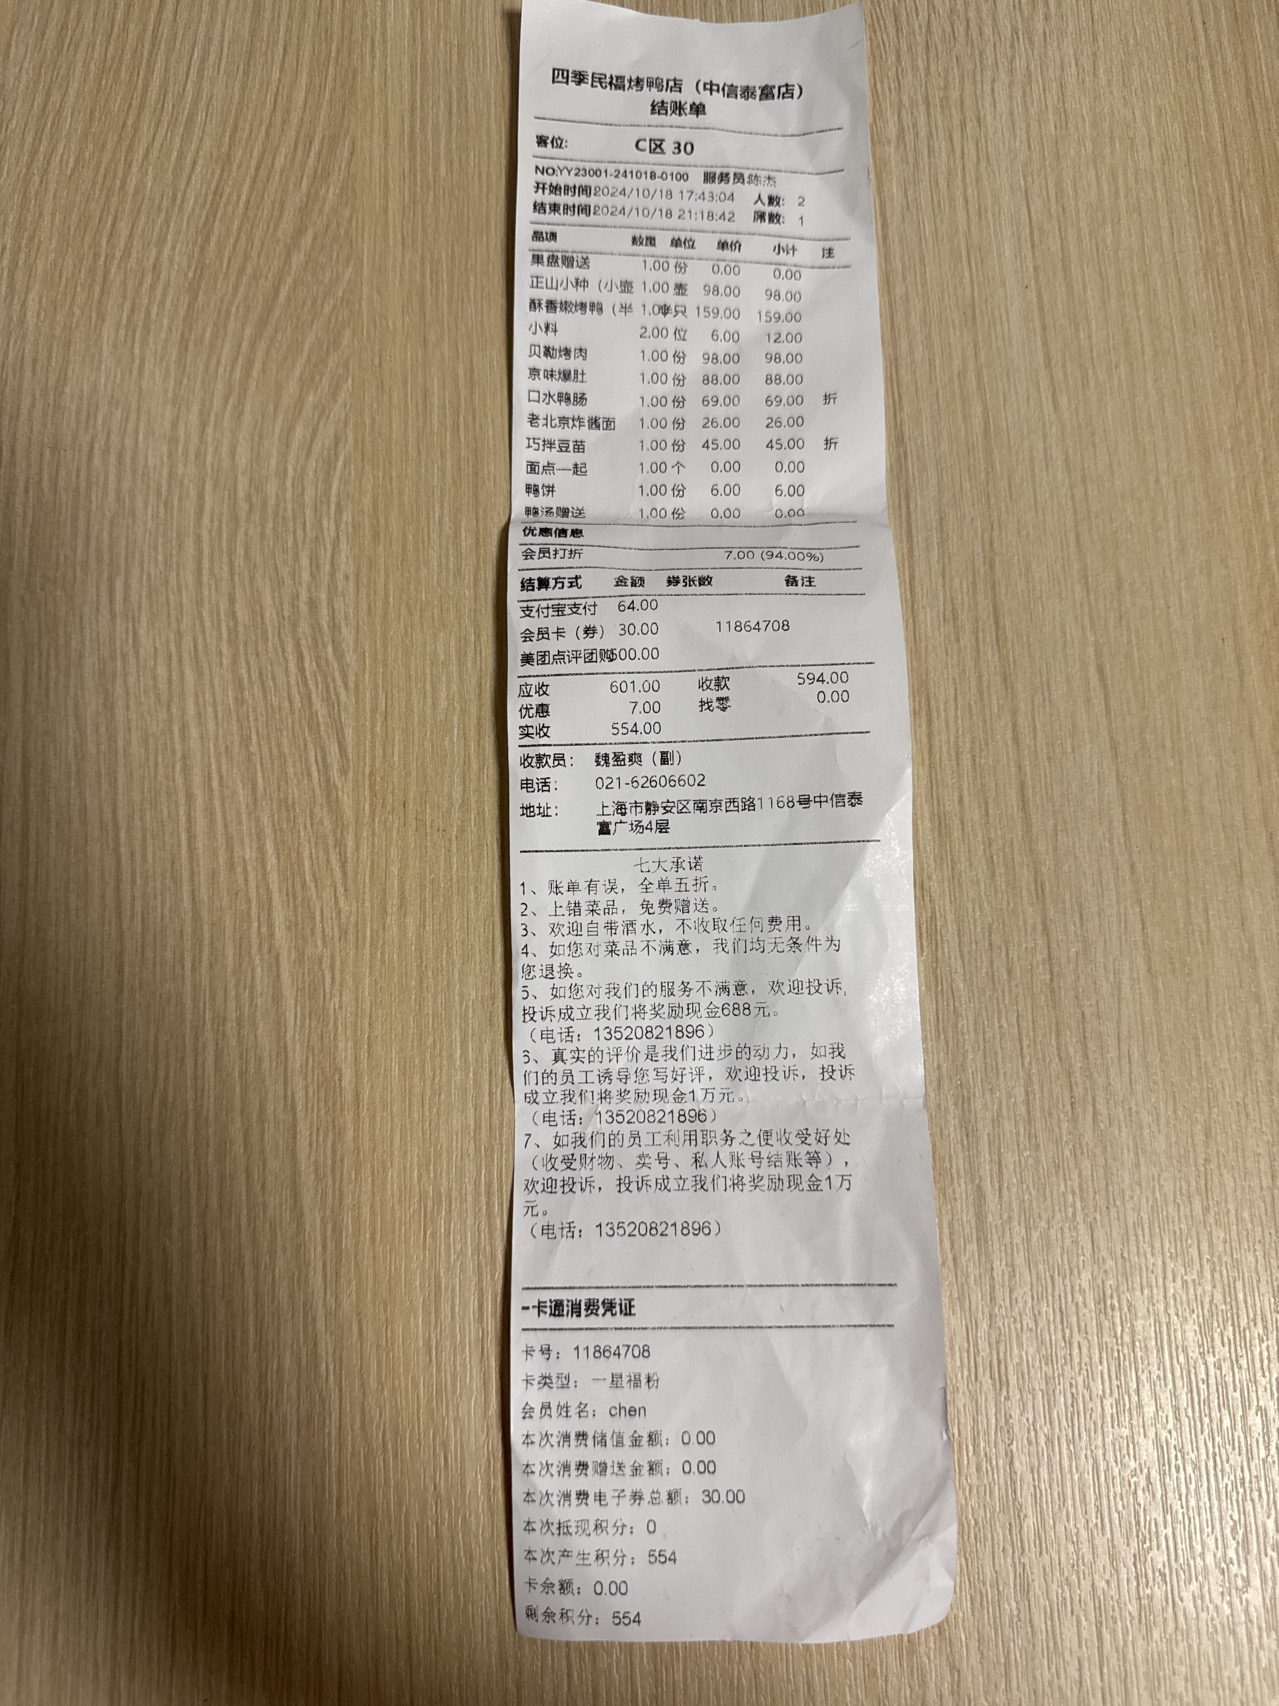 四季民福烤鸭店（中信泰富店）
结账单
客位: C区 30
NO:YY23001-241018-0100 服务员:陈杰
开始时间2024/10/18 17:43:04 人数: 2
结束时间2024/10/18 21:18:42 席数: 1
品项 数量 单位 单价 小计 注
果盘赠送 1.00 份 0.00 0.00
正山小种（小壶 1.00 壶 98.00 98.00
酥香嫩烤鸭（半 1.00半只 159.00 159.00
小料 2.00 位 6.00 12.00
贝勒烤肉 1.00 份 98.00 98.00
京味爆肚 1.00 份 88.00 88.00
口水鸭肠 1.00 份 69.00 69.00 折
老北京炸酱面 1.00 份 26.00 26.00
巧拌豆苗 1.00 份 45.00 45.00 折
面点一起 1.00 个 0.00 0.00
鸭饼 1.00 份 6.00 6.00
鸭汤赠送 1.00 份 0.00 0.00
优惠信息
会员打折 7.00 (94.00%)
结算方式 金额 券张数 备注
支付宝支付 64.00
会员卡（券） 30.00 11864708
美团点评团购500.00
应收 601.00 收款 594.00
优惠 7.00 找零 0.00
实收 554.00
收款员: 魏盈爽（副）
电话: 021-62606602
地址: 上海市静安区南京西路1168号中信泰
富广场4层
七大承诺
1、账单有误，全单五折。
2、上错菜品，免费赠送。
3、欢迎自带酒水，不收取任何费用。
4、如您对菜品不满意，我们均无条件为
您退换。
5、如您对我们的服务不满意，欢迎投诉，
投诉成立我们将奖励现金688元。
（电话：13520821896）
6、真实的评价是我们进步的动力，如我
们的员工诱导您写好评，欢迎投诉，投诉
成立我们将奖励现金1万元。
（电话：13520821896）
7、如我们的员工利用职务之便收受好处
（收受财物、卖号、私人账号结账等），
欢迎投诉，投诉成立我们将奖励现金1万
元。
（电话：13520821896）
一卡通消费凭证
卡号：11864708
卡类型：一星福粉
会员姓名：chen
本次消费储值金额：0.00
本次消费赠送金额：0.00
本次消费电子券总额：30.00
本次抵现积分：0
本次产生积分：554
卡余额：0.00
剩余积分：554